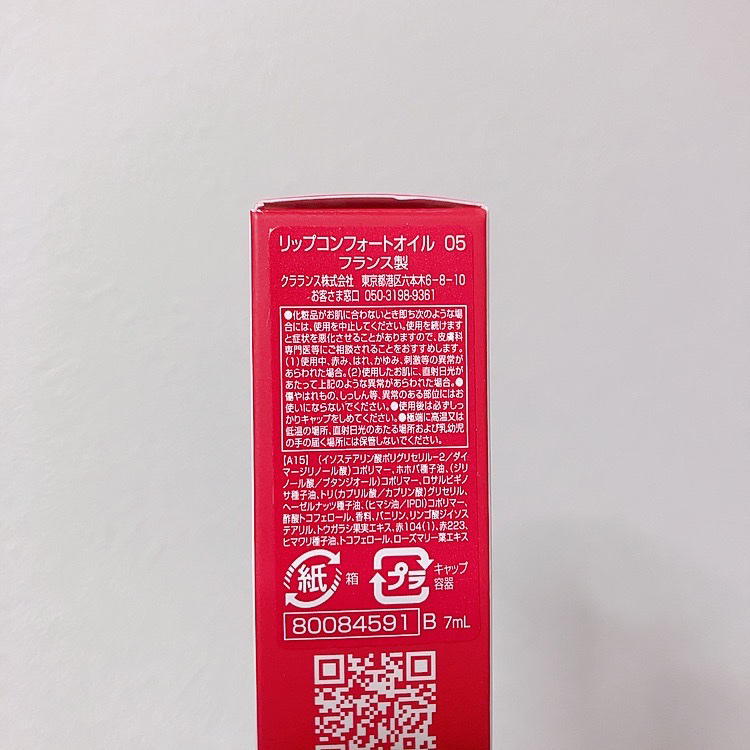 リップコンフォートオイル 05
フランス製
クラランス株式会社 東京都港区六本木6-8-10
お客さま窓口 050-3198-9361
●化粧品がお肌に合わないとき即ち次のような場
合には、使用を中止してください。使用を続けます
と症状を悪化させることがありますので、皮膚科
専門医等にご相談されることをおすすめします。
(1)使用中、赤み、はれ、かゆみ、刺激等の異常が
あらわれた場合。(2)使用したお肌に、直射日光が
あたって上記のような異常があらわれた場合。●
傷やはれもの、しっしん等、異常のある部位にはお
使いにならないでください。●使用後は必ずしっ
かりキャップをしめてください。●極端に高温又は
低温の場所、直射日光のあたる場所および乳幼児
の手の届く場所には保管しないでください。
【A15】 (イソステアリン酸ポリグリセリル-2/ダイ
マージリノール酸)コポリマー、ホホバ種子油、(ジリ
ノール酸/ブタンジオール)コポリマー、ロサルビギノ
サ種子油、トリ(カプリル酸/カプリン酸)グリセリル、
ヘーゼルナッツ種子油、(ヒマシ油/IPDI)コポリマー、
酢酸トコフェロール、香料、バニリン、リンゴ酸ジイソス
テアリル、トウガラシ果実エキス、赤104(1)、赤223、
ヒマワリ種子油、トコフェロール、ローズマリー葉エキス
紙 箱 プラ キャップ
容器
80084591 B 7mL